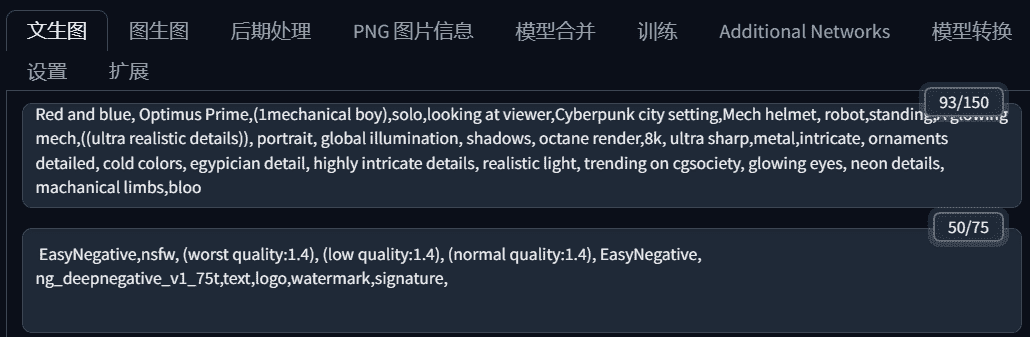 文生图 图生图 后期处理 PNG 图片信息 模型合并 训练 Additional Networks 模型转换
设置 扩展
93/150
Red and blue, Optimus Prime,(1mechanical boy),solo,looking at viewer,Cyberpunk city setting,Mech helmet, robot,standing,A glowing
mech,((ultra realistic details)), portrait, global illumination, shadows, octane render,8k, ultra sharp,metal,intricate, ornaments
detailed, cold colors, egypician detail, highly intricate details, realistic light, trending on cgsociety, glowing eyes, neon details,
machanical limbs,bloo
50/75
EasyNegative,nsfw, (worst quality:1.4), (low quality:1.4), (normal quality:1.4), EasyNegative,
ng_deepnegative_v1_75t,text,logo,watermark,signature,